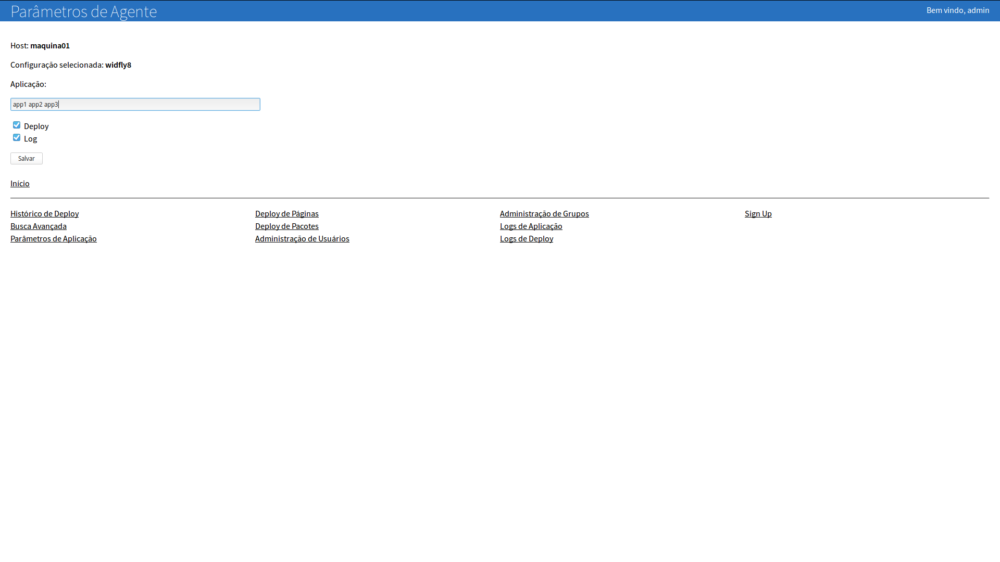 Parâmetros de Agente
Bem vindo, admin
Host: maquina01
Configuração selecionada: widfly8
Aplicação:
app1 app2 app3
Deploy
Log
Salvar
Início
Histórico de Deploy
Busca Avançada
Parâmetros de Aplicação
Deploy de Páginas
Deploy de Pacotes
Administração de Usuários
Administração de Grupos
Logs de Aplicação
Logs de Deploy
Sign Up